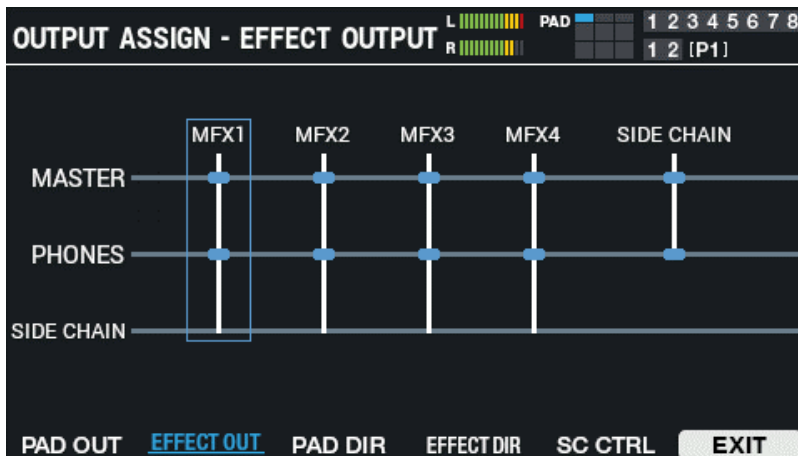 OUTPUT ASSIGN - EFFECT OUTPUT L R PAD 1 2 3 4 5 6 7 8
1 2 [P1]
MFX1 MFX2 MFX3 MFX4 SIDE CHAIN
MASTER
PHONES
SIDE CHAIN
PAD OUT EFFECT OUT PAD DIR EFFECT DIR SC CTRL EXIT